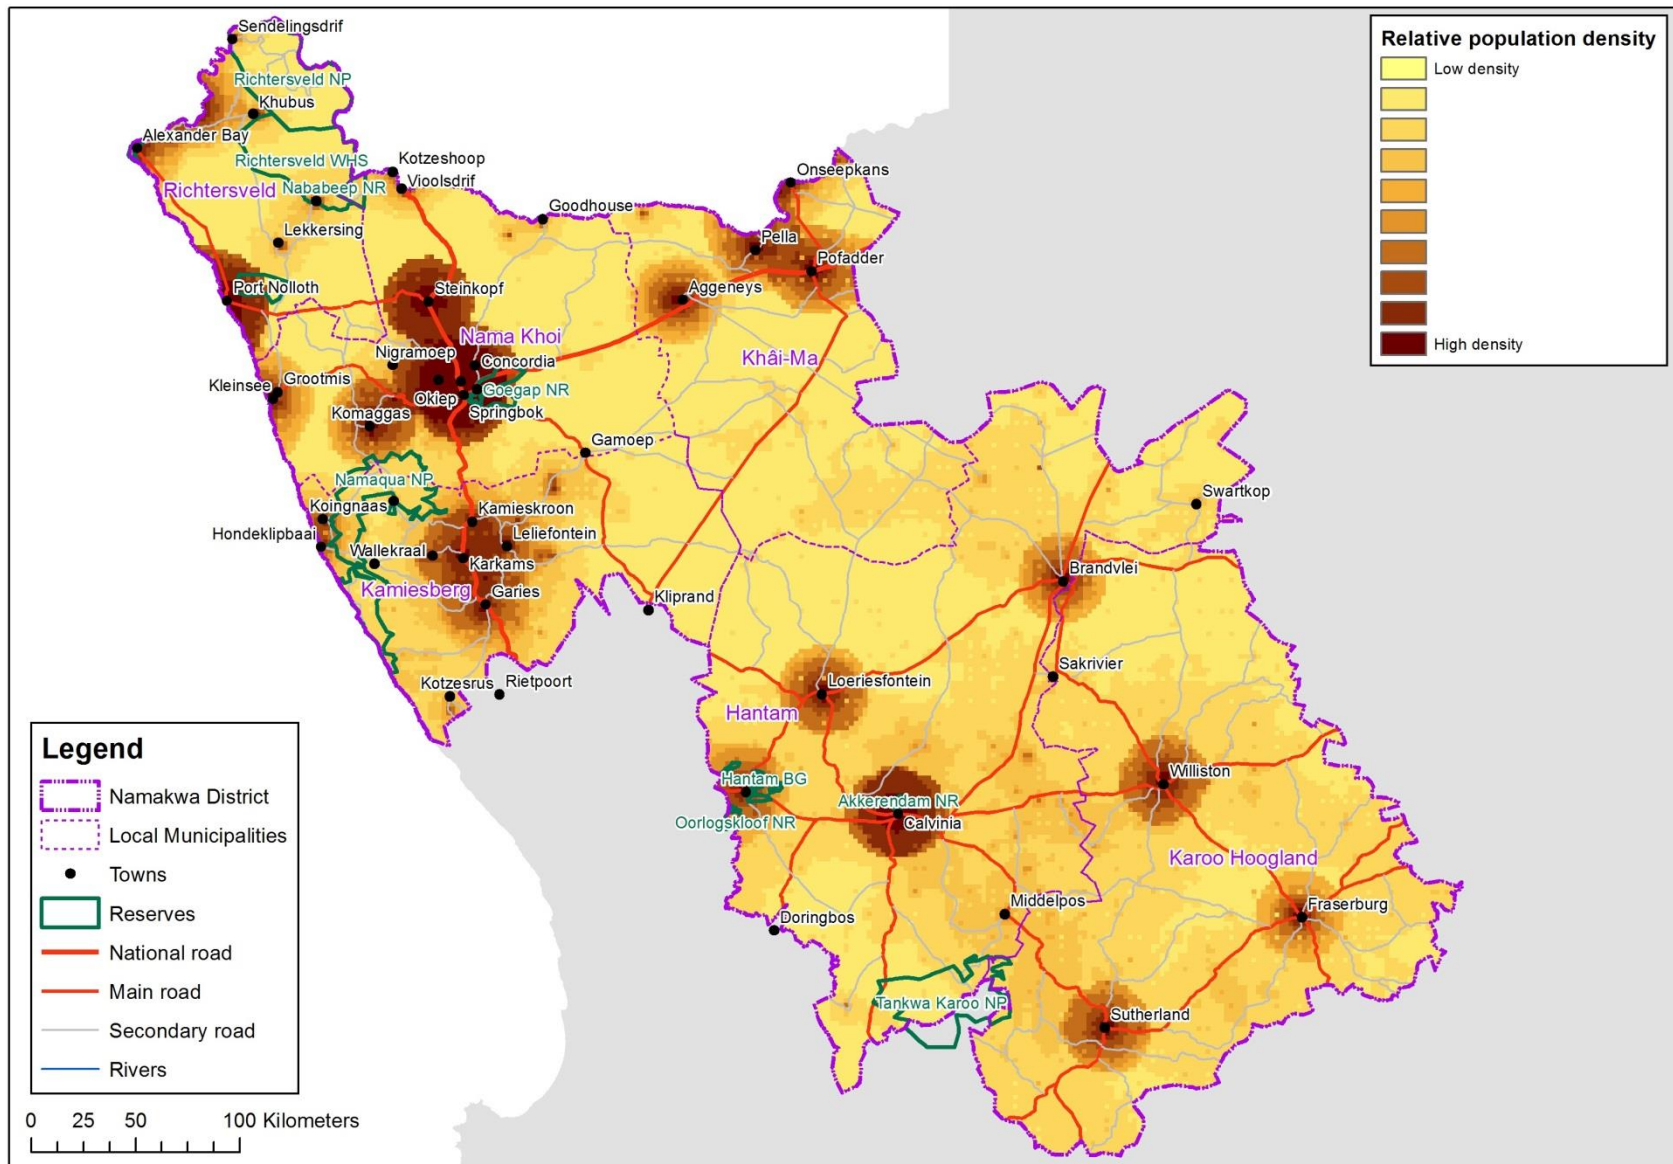 Sendelingsdrif
Relative population density
Low density
High density
Richtersveld NP
Khubus
Alexander Bay
Richtersveld WHS
Kotzeshoop
Richtersveld
Nababeep NR
Vioolsdrif
Onseepkans
Goodhouse
Lekkersing
Pella
Pofadder
Port Nolloth
Steinkopf
Aggeneys
Nama Khoi
Khâi-Ma
Nigramoep
Concordia
Kleinsee
Grootmis
Goegap NR
Okiep
Springbok
Komaggas
Gamoep
Namaqua NP
Koingnaas
Kamieskroon
Swartkop
Hondeklipbaai
Leliefontein
Wallekraal
Karkams
Brandvlei
Kamiesberg
Garies
Kliprand
Sakrivier
Kotzesrus
Rietpoort
Loeriesfontein
Hantam
Williston
Hantam BG
Akkerendam NR
Oorlogskloof NR
Calvinia
Karoo Hoogland
Middelpos
Fraserburg
Doringbos
Tankwa Karoo NP
Sutherland
Legend
Namakwa District
Local Municipalities
Towns
Reserves
National road
Main road
Secondary road
Rivers
0 25 50 100 Kilometers